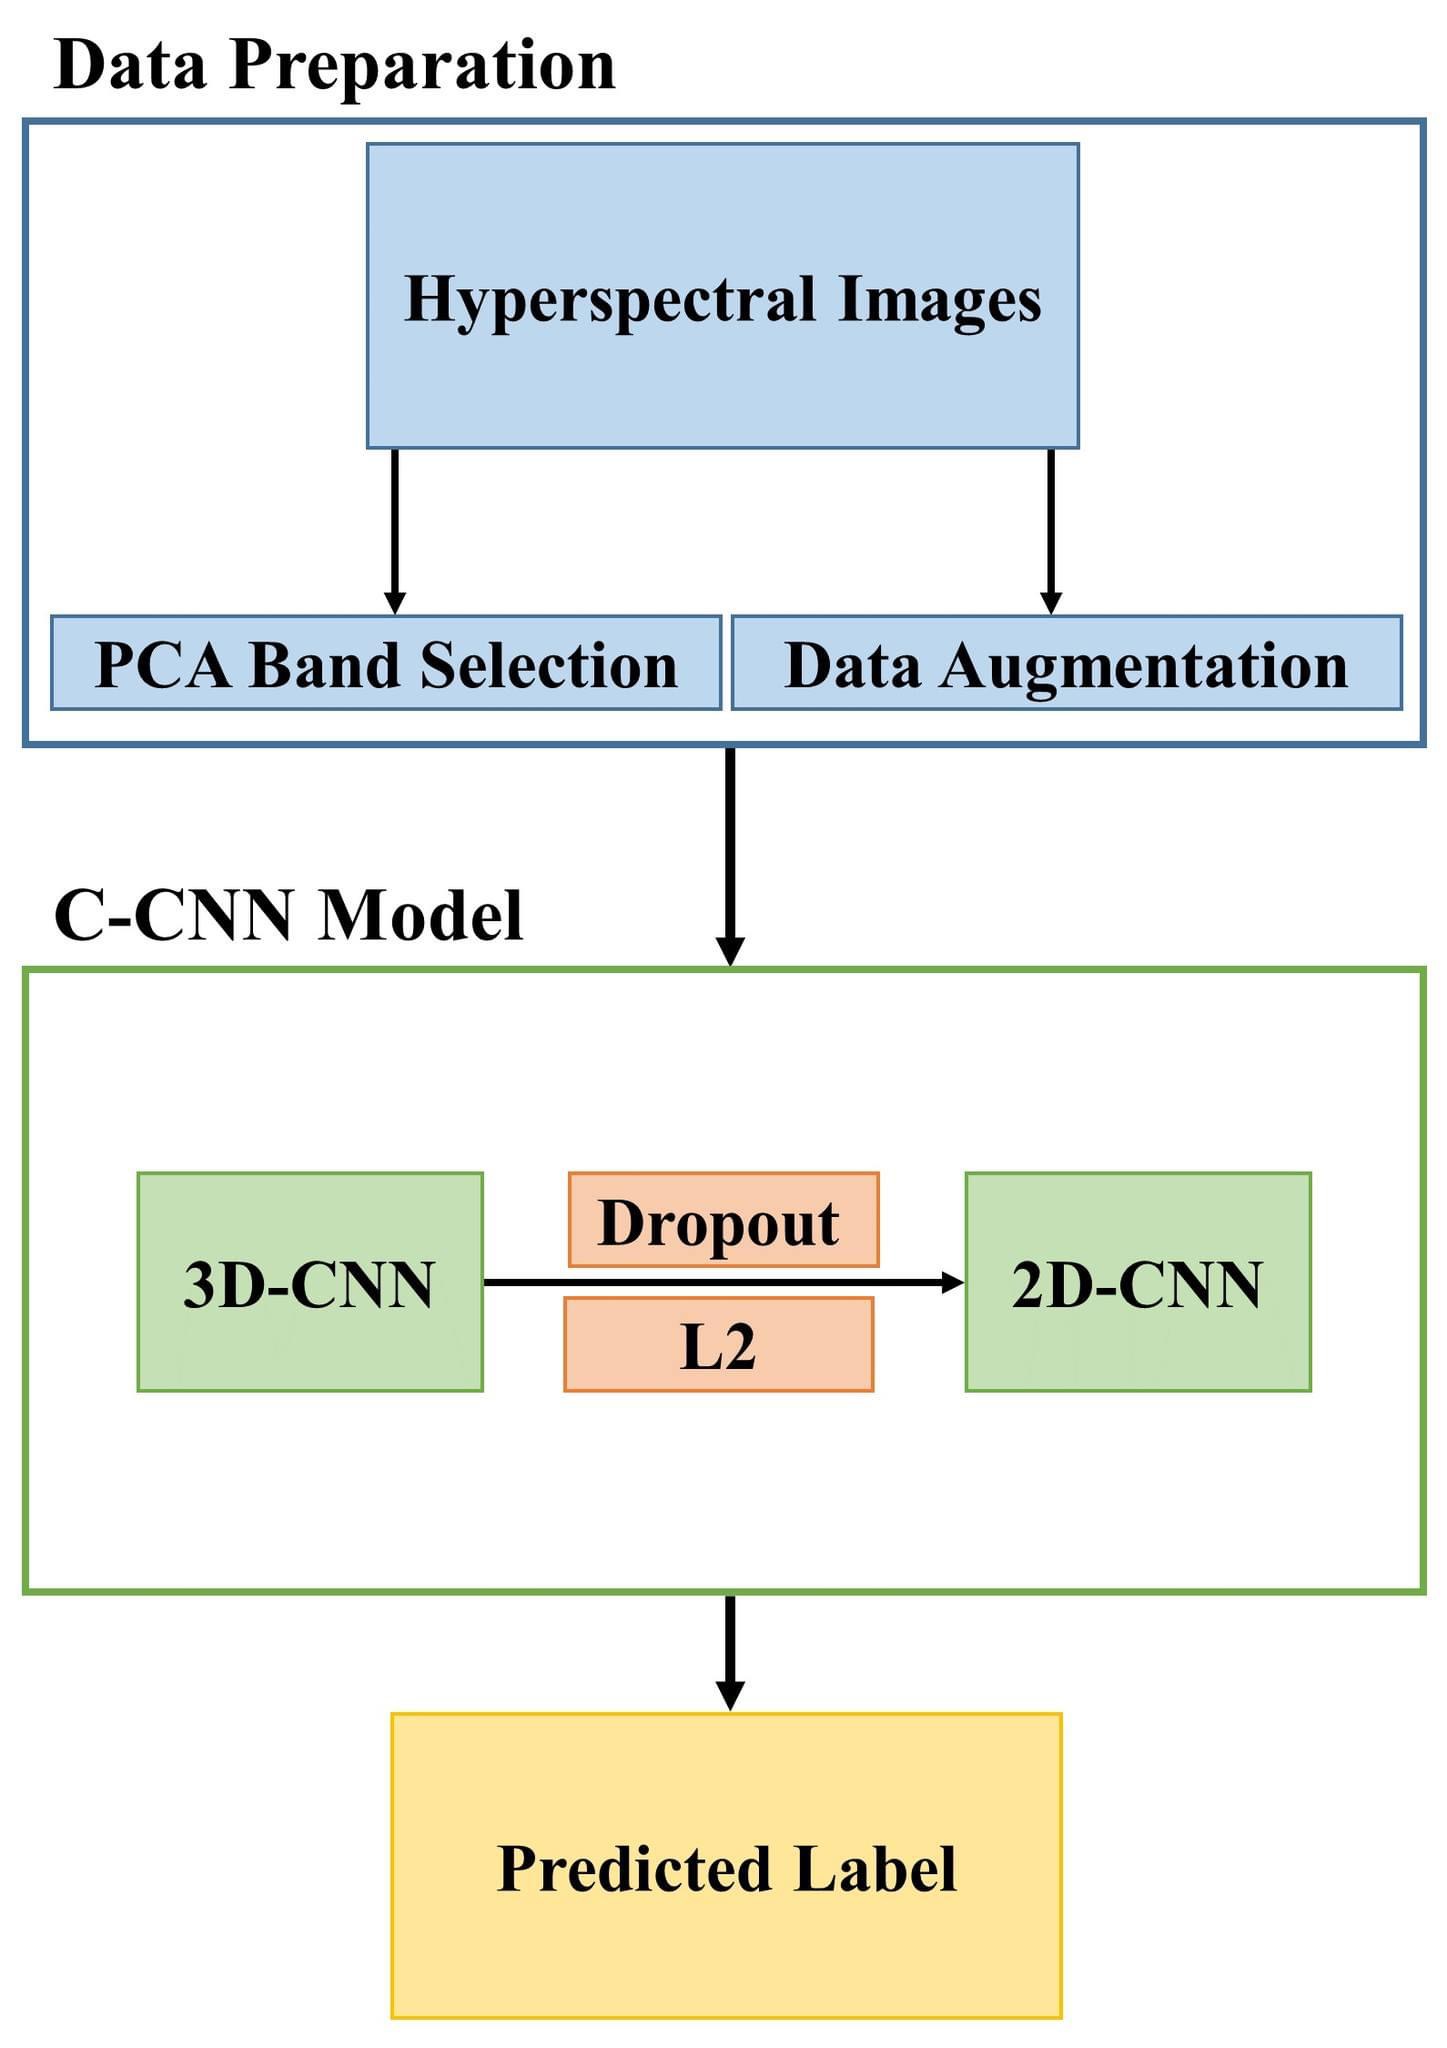 Data Preparation
Hyperspectral Images
PCA Band Selection
Data Augmentation
C-CNN Model
3D-CNN
Dropout
L2
2D-CNN
Predicted Label